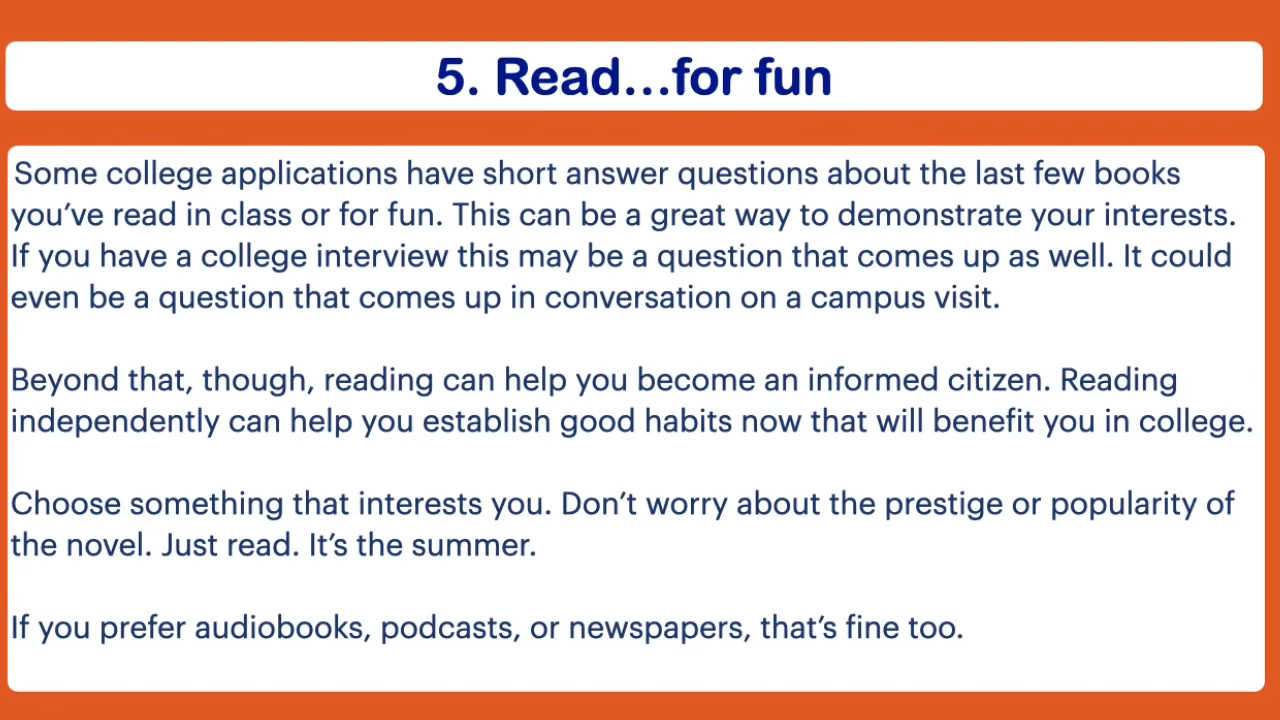 5. Read...for fun
Some college applications have short answer questions about the last few books
you’ve read in class or for fun. This can be a great way to demonstrate your interests.
If you have a college interview this may be a question that comes up as well. It could
even be a question that comes up in conversation on a campus visit.
Beyond that, though, reading can help you become an informed citizen. Reading
independently can help you establish good habits now that will benefit you in college.
Choose something that interests you. Don’t worry about the prestige or popularity of
the novel. Just read. It’s the summer.
If you prefer audiobooks, podcasts, or newspapers, that’s fine too.